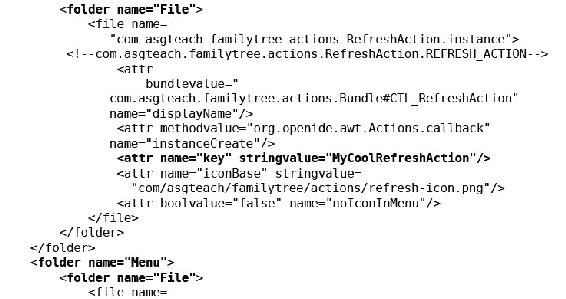 <folder name="File">
<file name=
"com asgteach familytree actions RefreshAction.instance">
<!--com.asgteach.familytree.actions.RefreshAction.REFRESH_ACTION-->
<attr
bundlevalue="
com.asgteach.familytree.actions.Bundle#CTL_RefreshAction"
name="displayName"/>
<attr methodvalue="org.openide.awt.Actions.callback"
name="instanceCreate"/>
<attr name="key" stringvalue="MyCoolRefreshAction"/>
<attr name="iconBase" stringvalue=
"com/asgteach/familytree/actions/refresh-icon.png"/>
<attr boolvalue="false" name="noIconInMenu"/>
</file>
</folder>
</folder>
<folder name="Menu">
<folder name="File">
<file name=